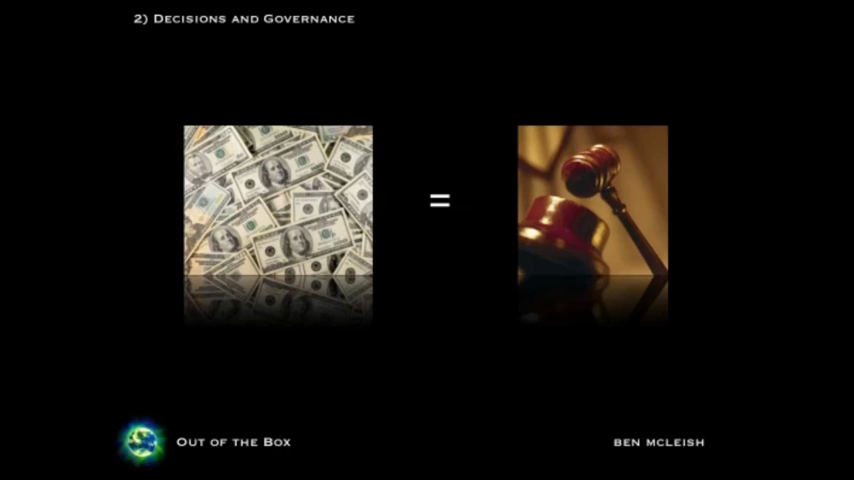 2) Decisions and Governance
=
Out of the Box
BEN MCLEISH